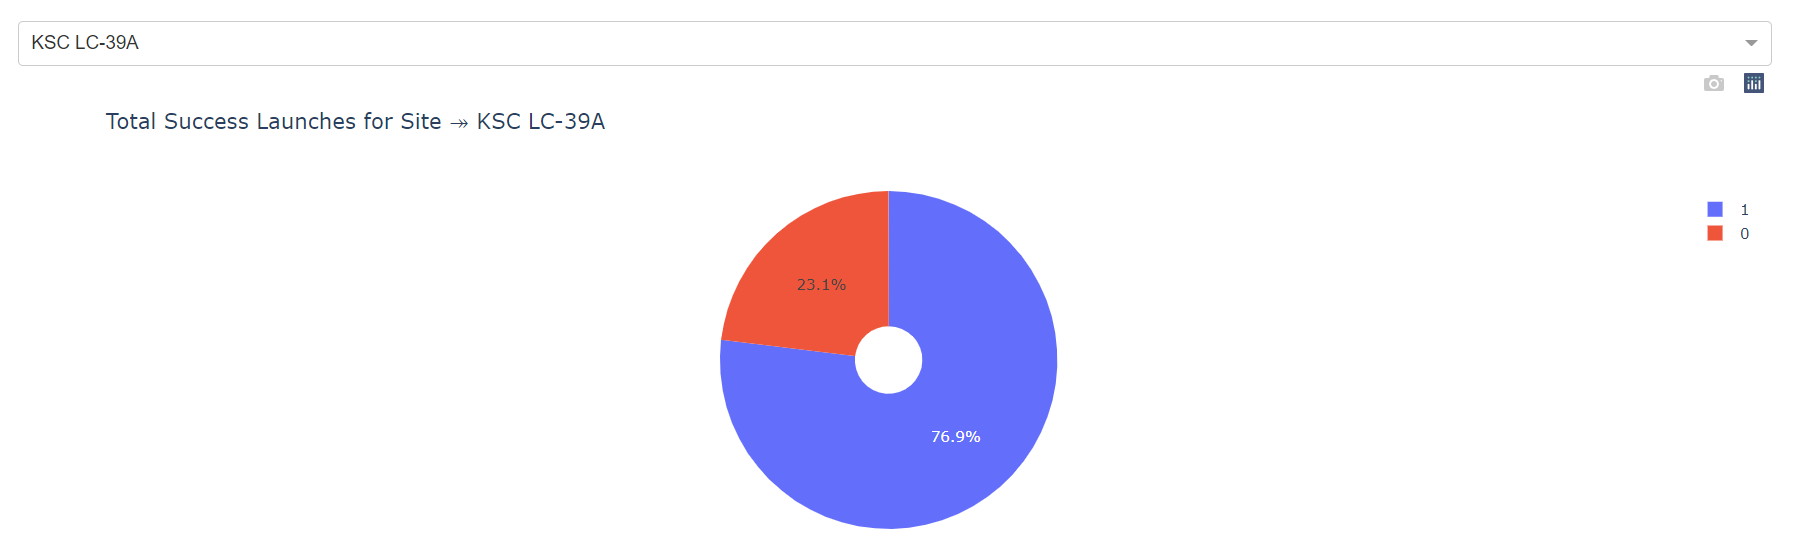 KSC LC-39A
Total Success Launches for Site ↠ KSC LC-39A
1
0
23.1%
76.9%